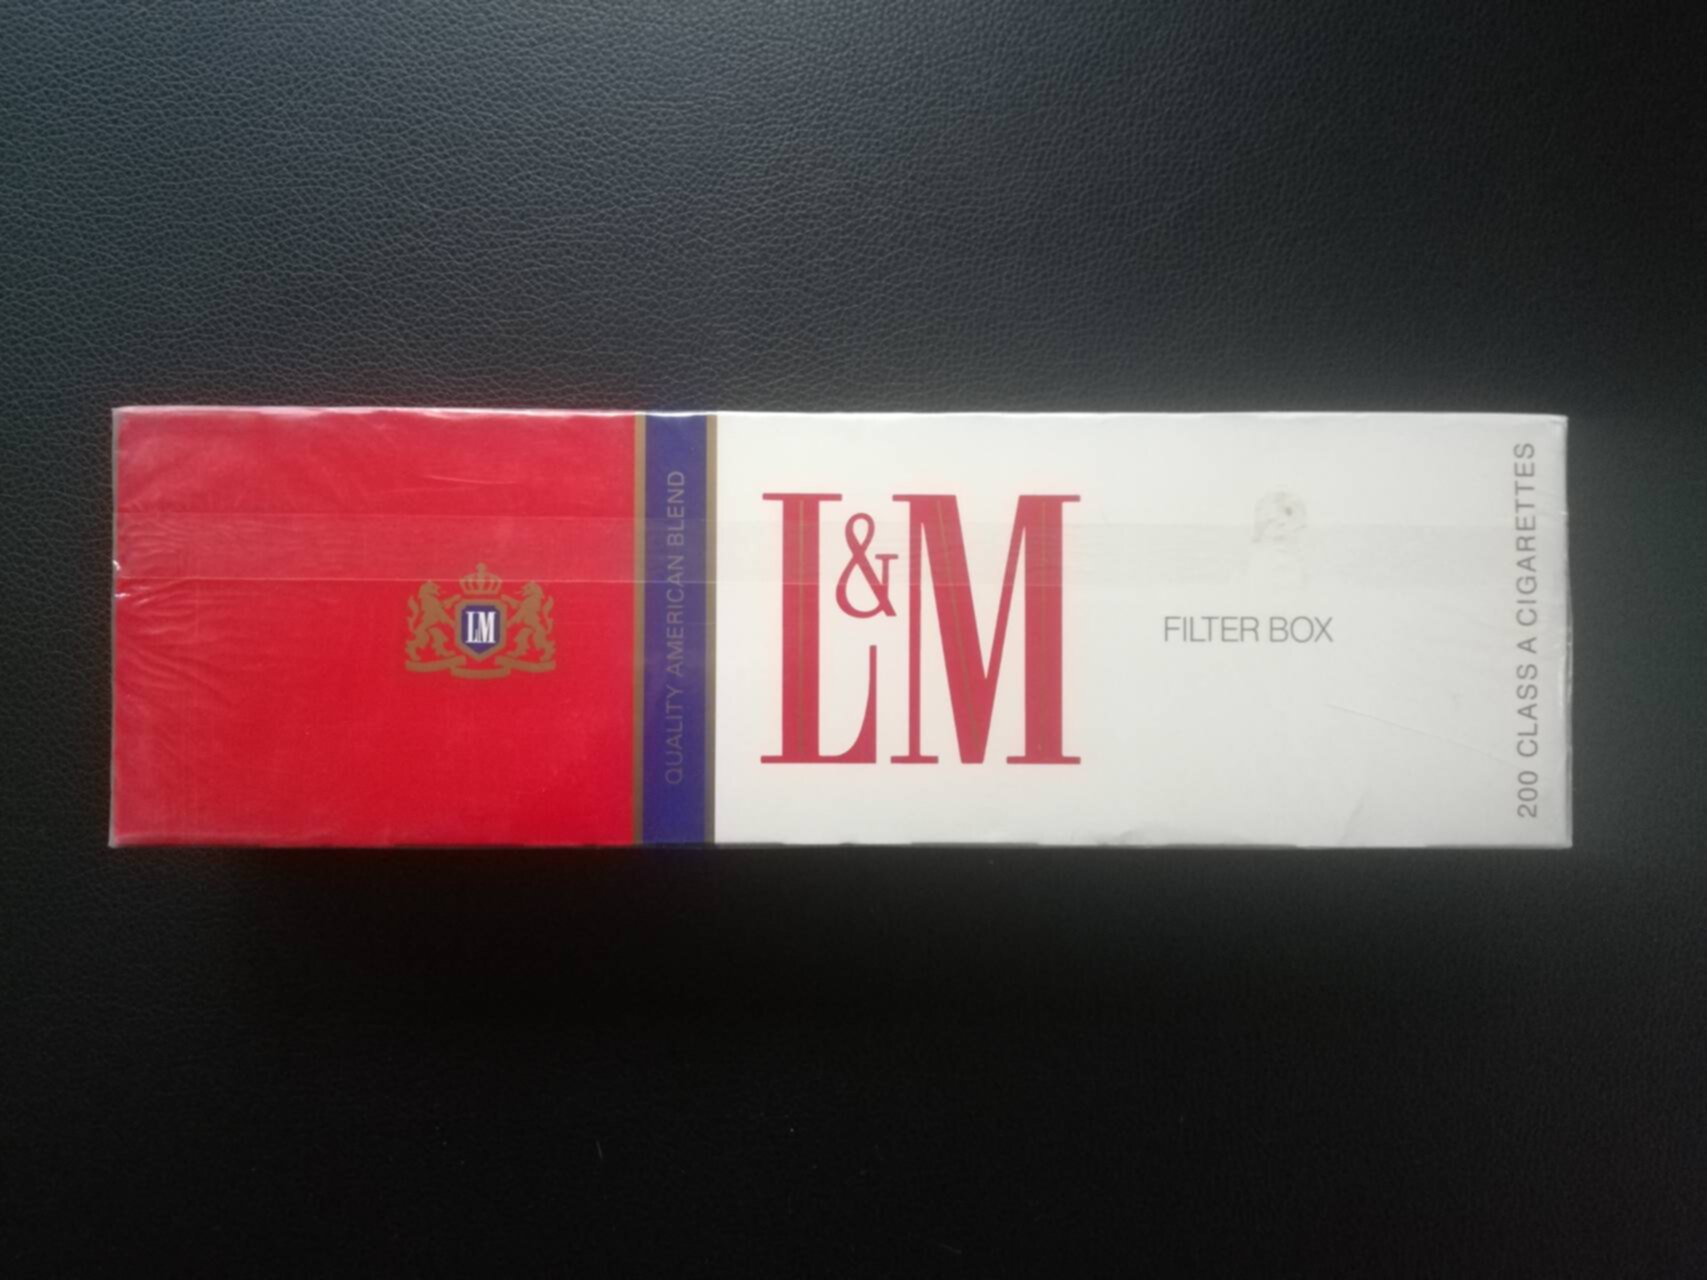 LM
QUALITY AMERICAN BLEND
L&M
FILTER BOX
200 CLASS A CIGARETTES